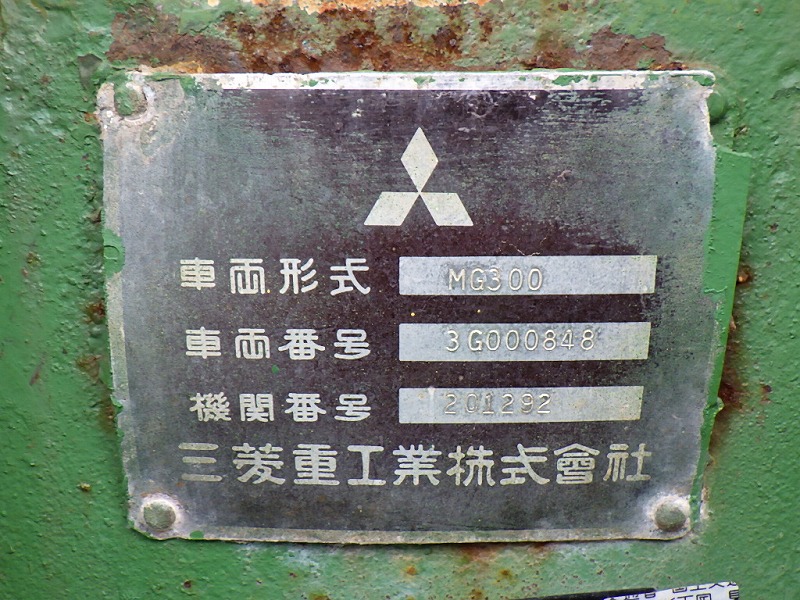 車両形式 MG300
車両番号 3G000848
機関番号 201292
三菱重工業株式會社